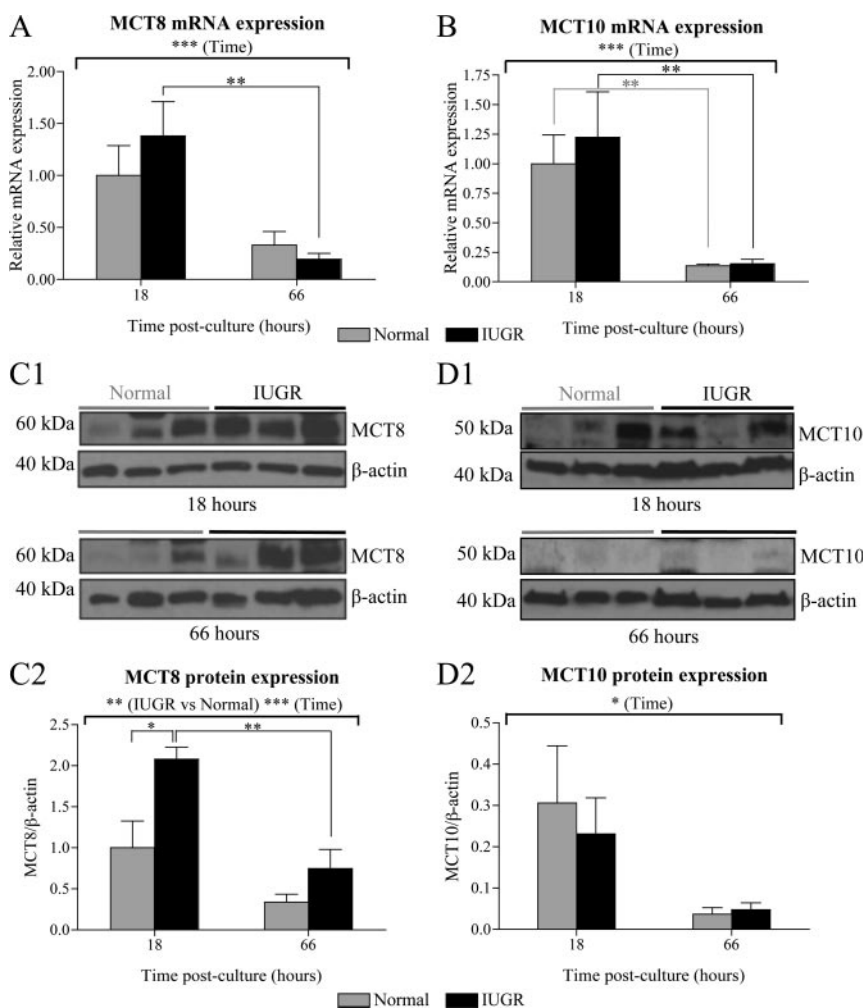 A
MCT8 mRNA expression
*** (Time)
**
Relative mRNA expression
2.00
1.50
1.00
0.50
0.00
18
66
Time post-culture (hours)
B
MCT10 mRNA expression
*** (Time)
**
**
Relative mRNA expression
1.75
1.50
1.25
1.00
0.75
0.50
0.25
0.00
18
66
Time post-culture (hours)
Normal
IUGR
C1
Normal
IUGR
60 kDa
MCT8
40 kDa
β-actin
18 hours
60 kDa
MCT8
40 kDa
β-actin
66 hours
D1
Normal
IUGR
50 kDa
MCT10
40 kDa
β-actin
18 hours
50 kDa
MCT10
40 kDa
β-actin
66 hours
C2
MCT8 protein expression
** (IUGR vs Normal) *** (Time)
*
**
MCT8/β-actin
2.5
2.0
1.5
1.0
0.5
0.0
18
66
Time post-culture (hours)
D2
MCT10 protein expression
* (Time)
MCT10/β-actin
0.5
0.4
0.3
0.2
0.1
0.0
18
66
Time post-culture (hours)
Normal
IUGR